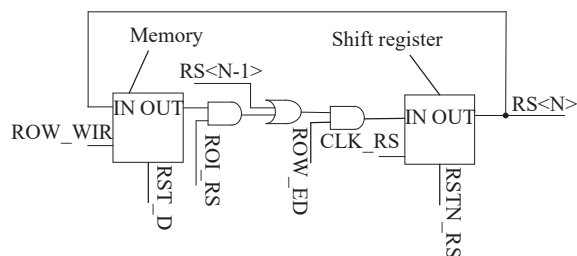 Memory
Shift register
RS<N-1>
IN OUT
IN OUT
RS<N>
ROW_WIR
CLK_RS
ROI_RS
ROW_ED
RST_D
RSTN_RS